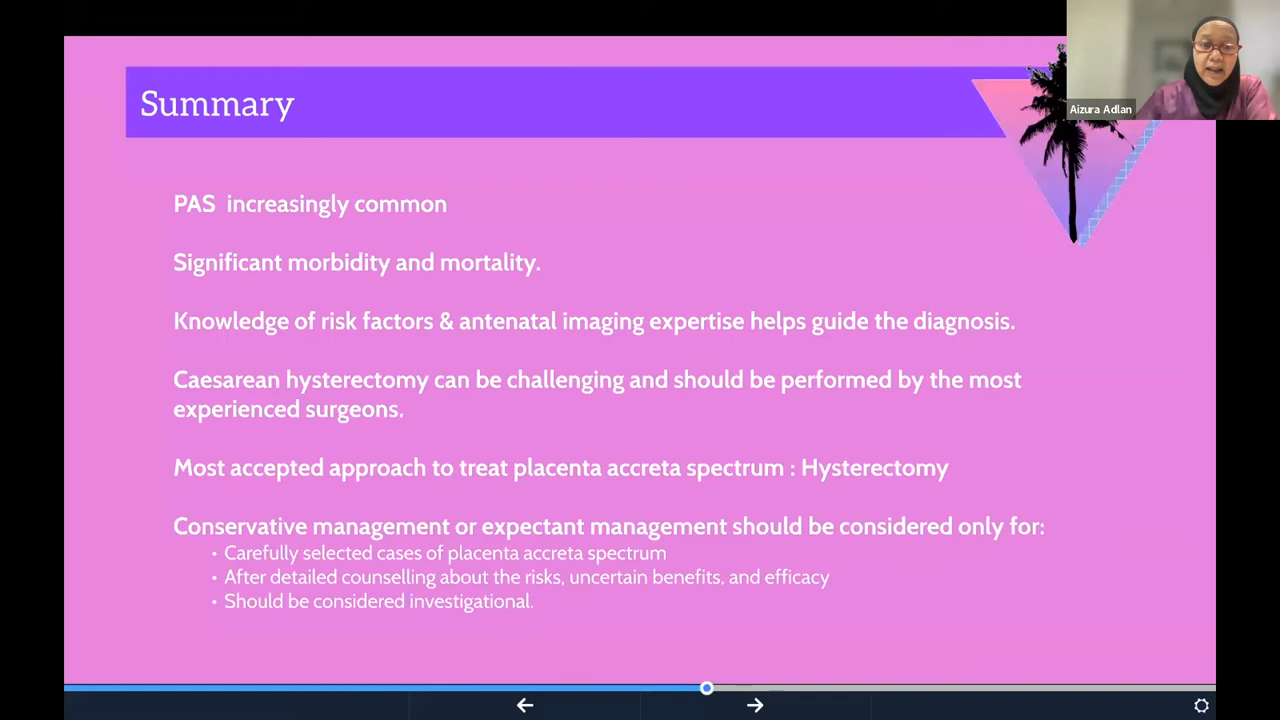 Summary
Aizura Adlan
PAS increasingly common
Significant morbidity and mortality.
Knowledge of risk factors & antenatal imaging expertise helps guide the diagnosis.
Caesarean hysterectomy can be challenging and should be performed by the most
experienced surgeons.
Most accepted approach to treat placenta accreta spectrum : Hysterectomy
Conservative management or expectant management should be considered only for:
• Carefully selected cases of placenta accreta spectrum
• After detailed counselling about the risks, uncertain benefits, and efficacy
• Should be considered investigational.